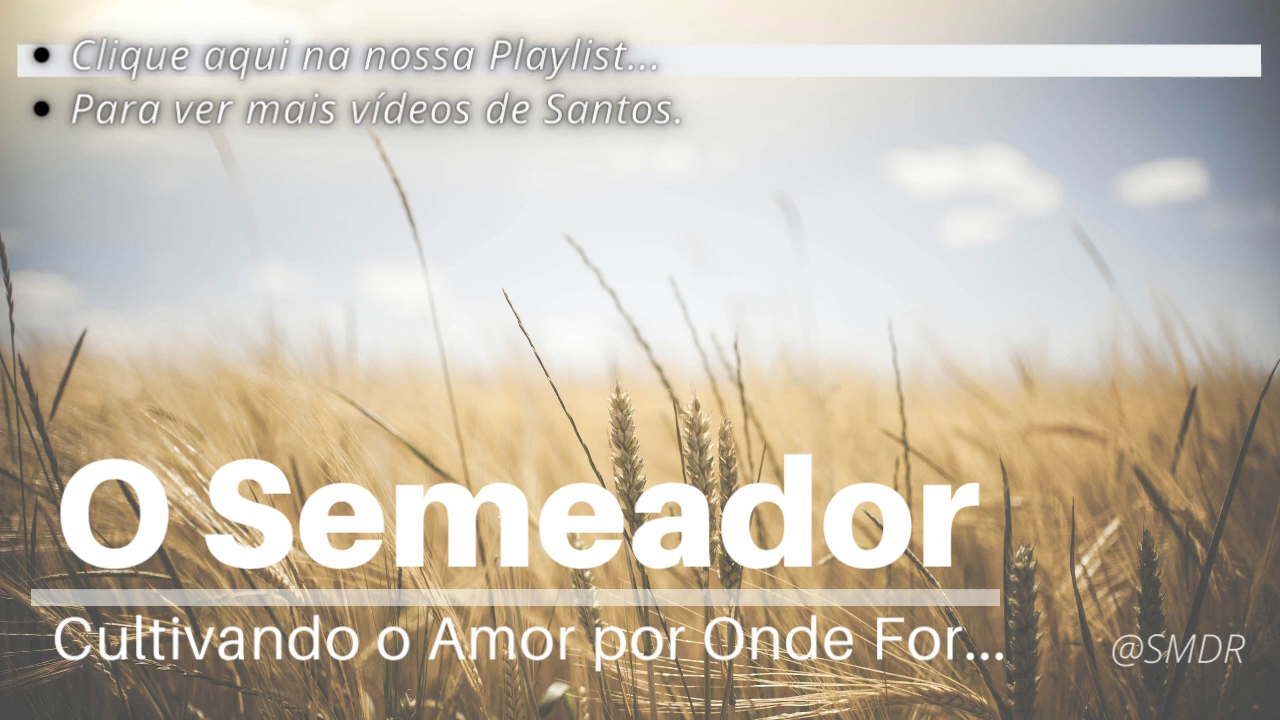 Clique aqui na nossa Playlist...
Para ver mais vídeos de Santos.
O Semeador
Cultivando o Amor por Onde For...
@SMDR